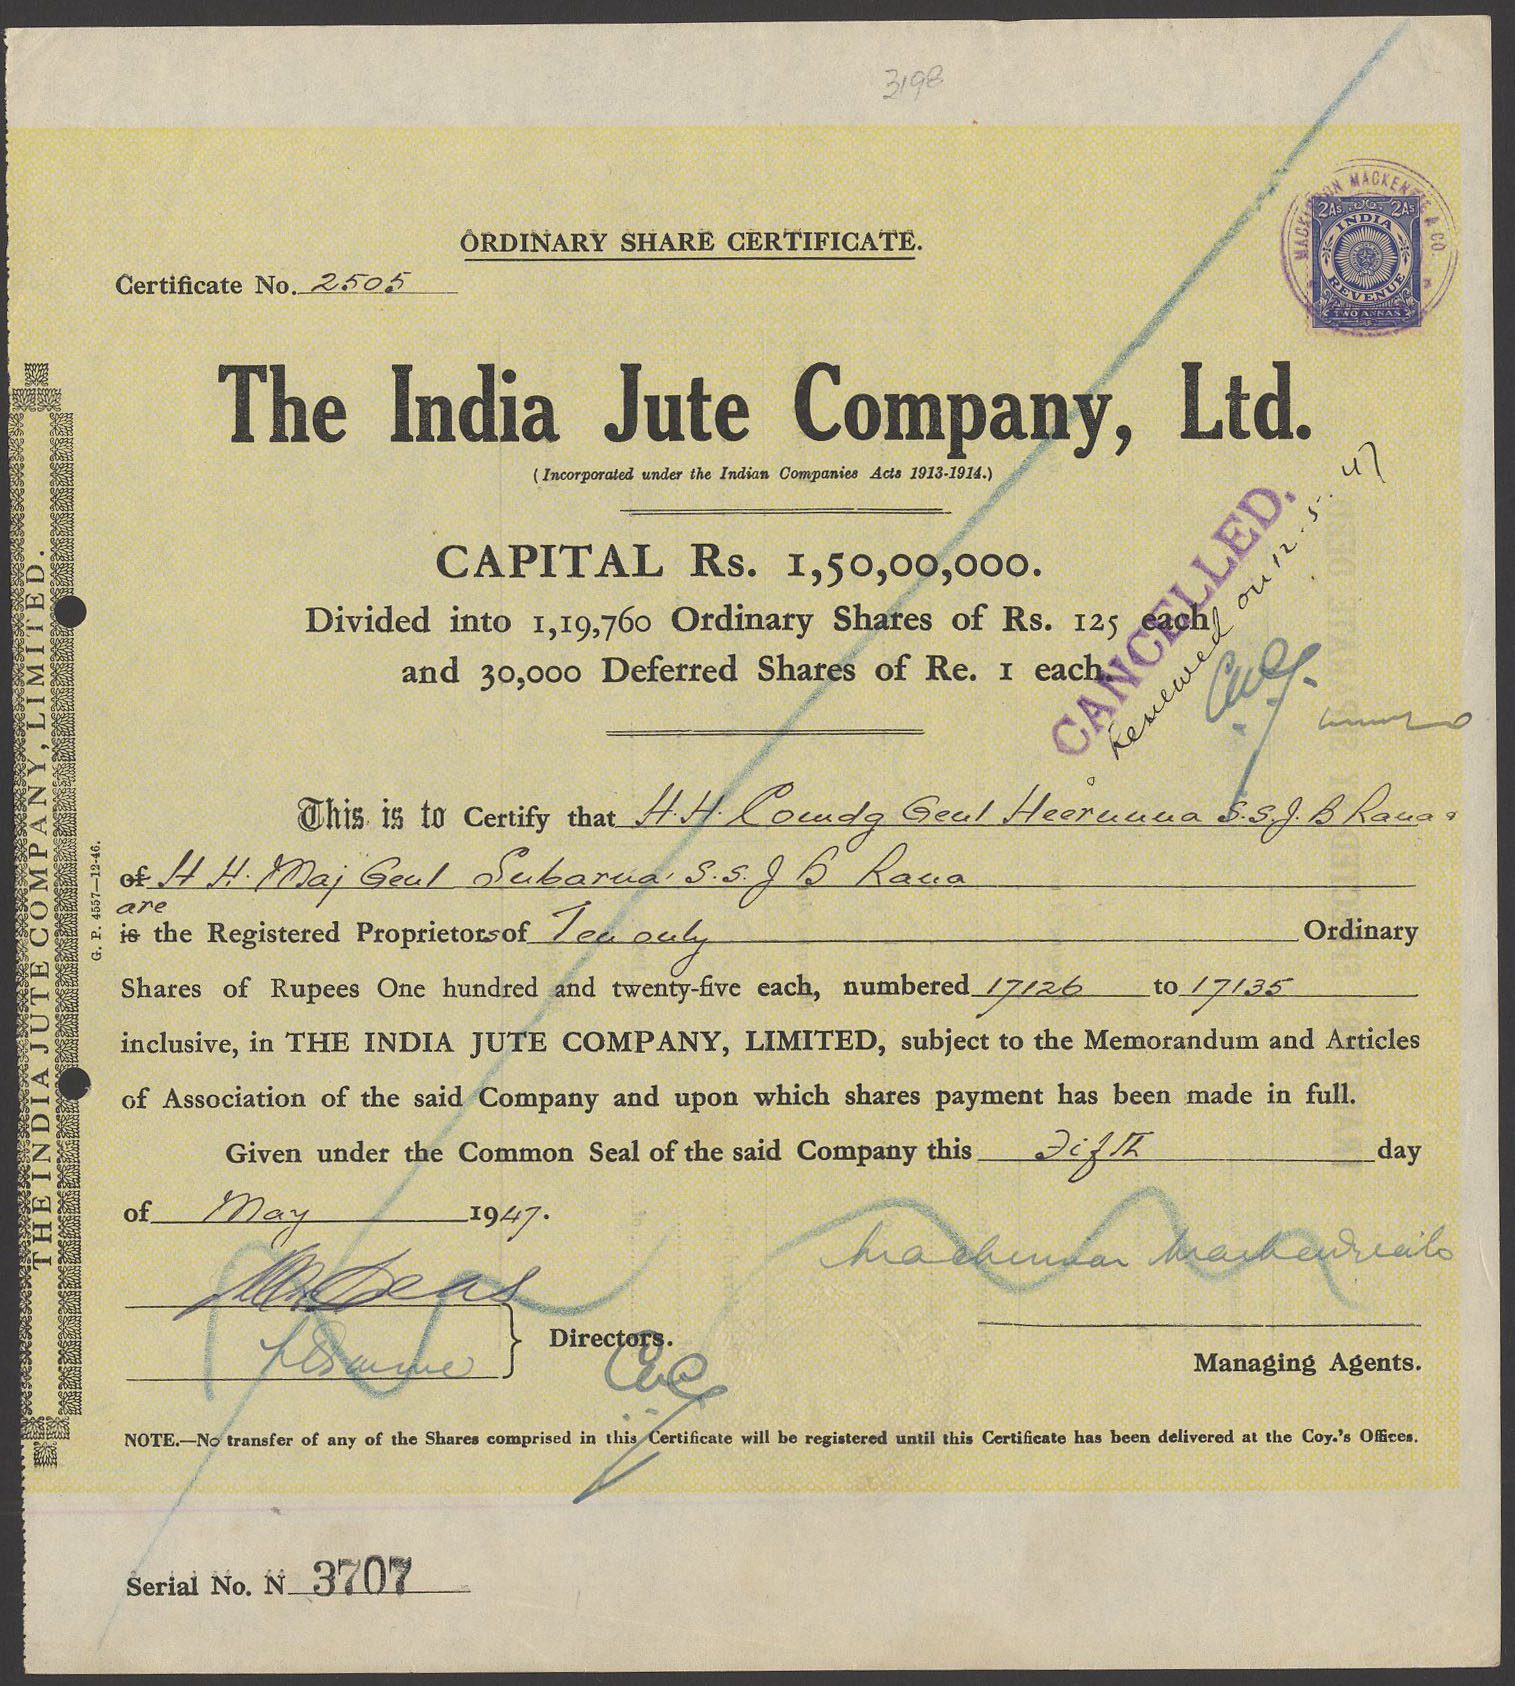 3198
MACKINNON MACKENZIE & CO.
2As 2As
INDIA
REVENUE
TWO ANNAS
ORDINARY SHARE CERTIFICATE.
Certificate No. 2505
The India Jute Company, Ltd.
(Incorporated under the Indian Companies Acts 1913-1914.)
CAPITAL Rs. 1,50,00,000.
Divided into 1,19,760 Ordinary Shares of Rs. 125 each
and 30,000 Deferred Shares of Re. 1 each.
CANCELLED.
Renewed on 12.5.47
This is to Certify that H.H. Comdg Genl Heerunna S.S.J.B Rana &
of H H. Maj Genl Subarna S.S. J B Rana
are
is the Registered Proprietors of Ten only Ordinary
Shares of Rupees One hundred and twenty-five each, numbered 17126 to 17135
inclusive, in THE INDIA JUTE COMPANY, LIMITED, subject to the Memorandum and Articles
of Association of the said Company and upon which shares payment has been made in full.
Given under the Common Seal of the said Company this Fifth day
of May 1947.
Mackinnon Mackenzie & Co
Directors.
Managing Agents.
NOTE.—No transfer of any of the Shares comprised in this Certificate will be registered until this Certificate has been delivered at the Coy.'s Offices.
Serial No. N 3707
THE INDIA JUTE COMPANY, LIMITED.
G. P. 4557—12-46.